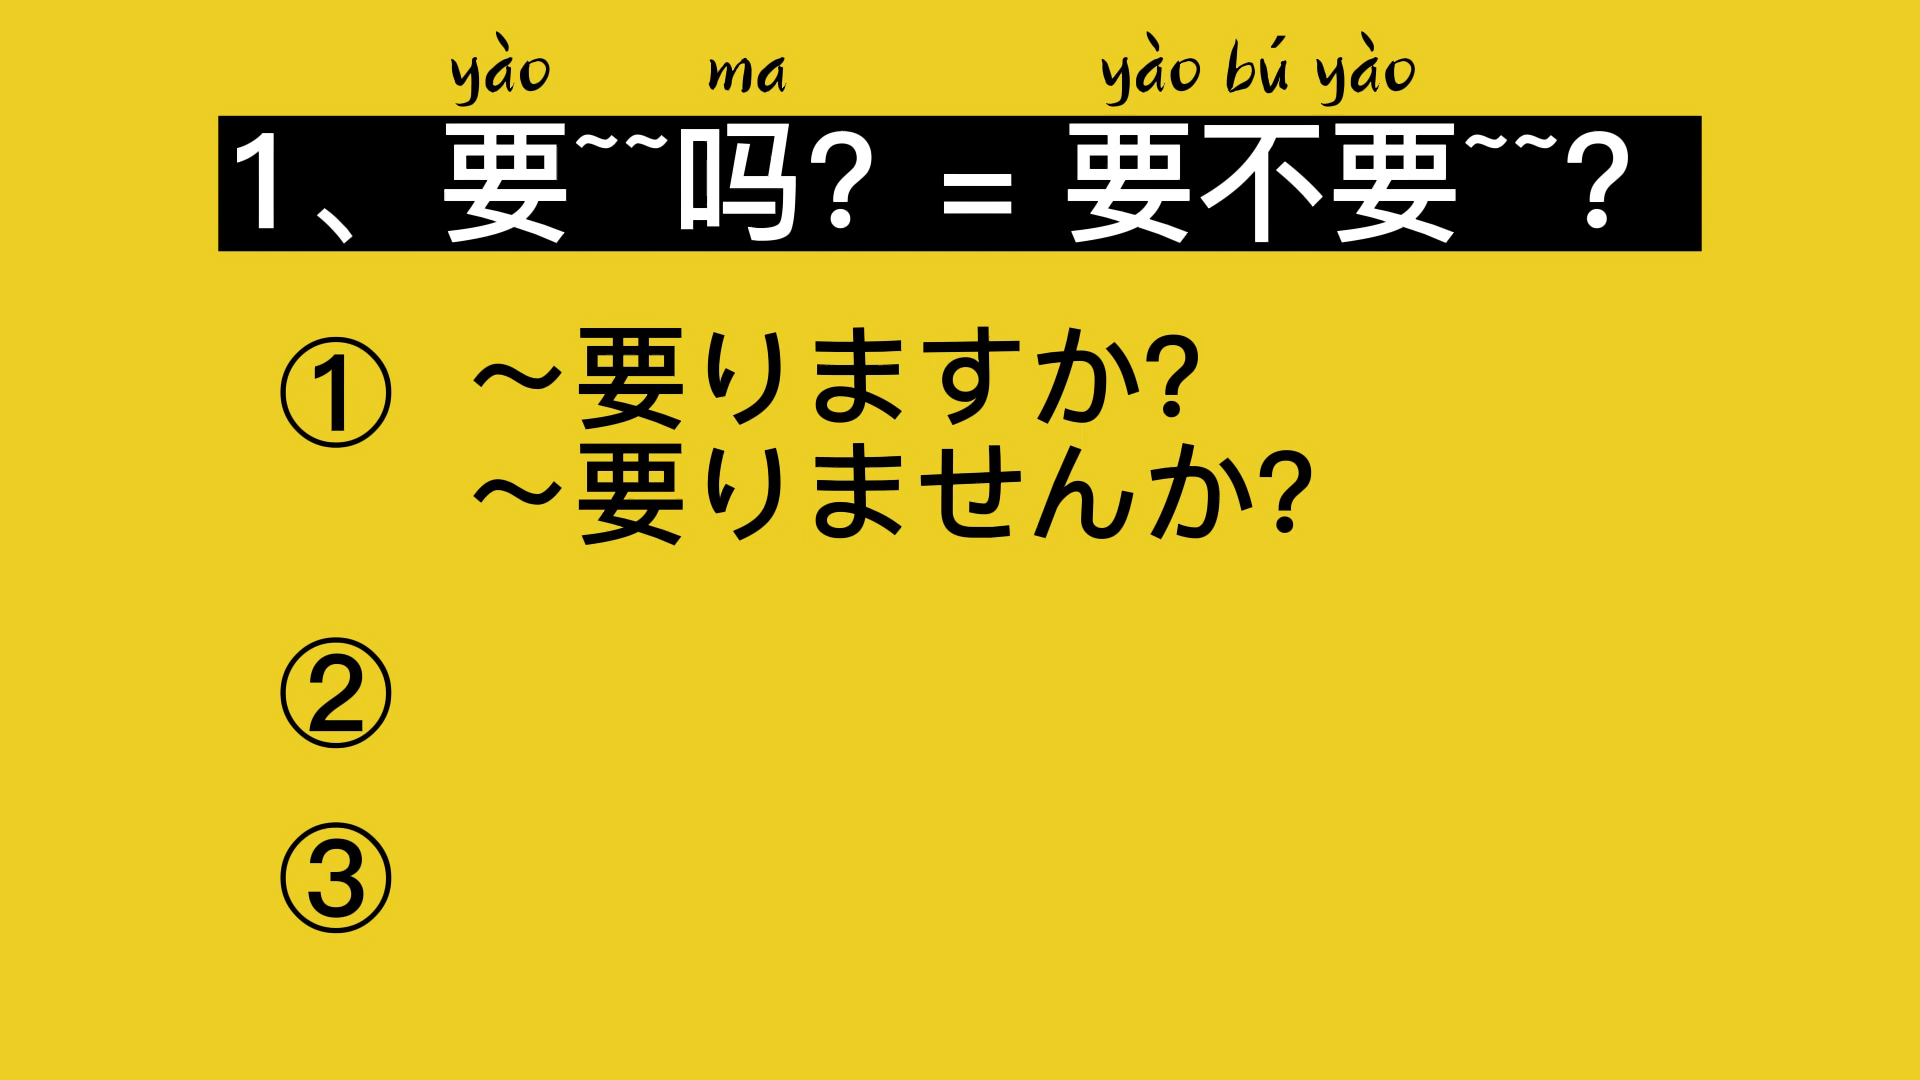 yào ma yào bú yào
1、要~~吗? = 要不要~~?
① ～要りますか?
～要りませんか?
②
③